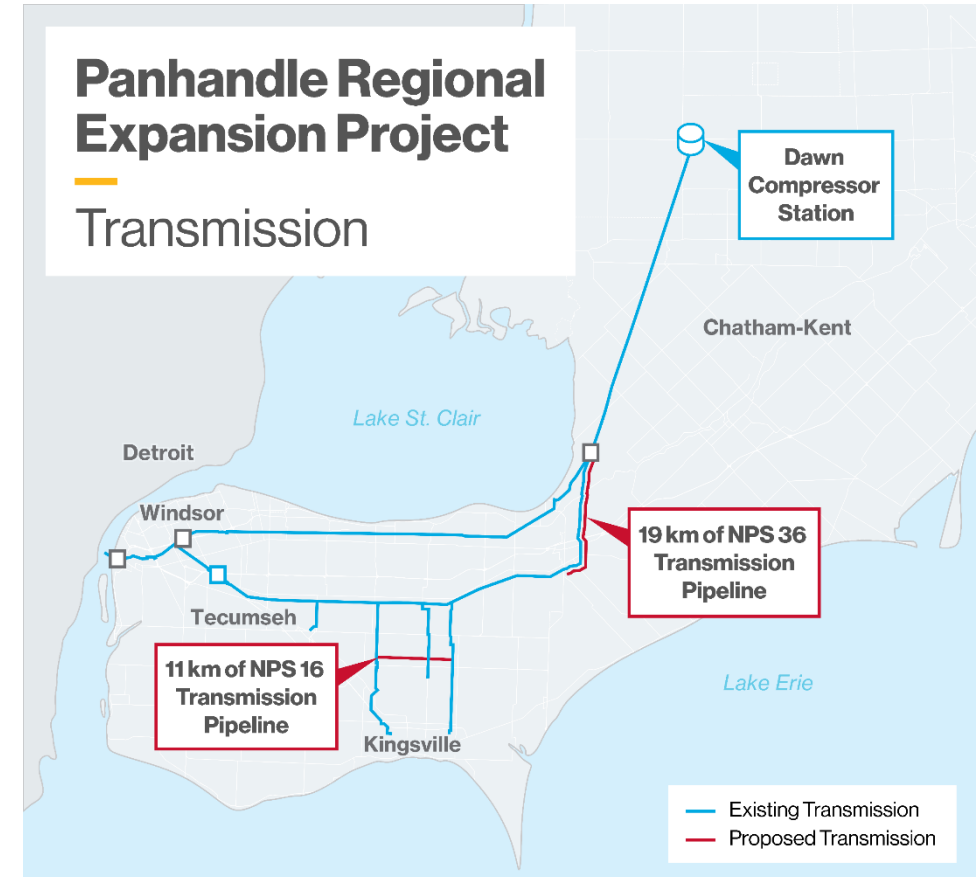 Panhandle Regional
Expansion Project
Transmission
Dawn
Compressor
Station
Chatham-Kent
Lake St. Clair
Detroit
Windsor
19 km of NPS 36
Transmission
Pipeline
Tecumseh
11 km of NPS 16
Transmission
Pipeline
Lake Erie
Kingsville
Existing Transmission
Proposed Transmission